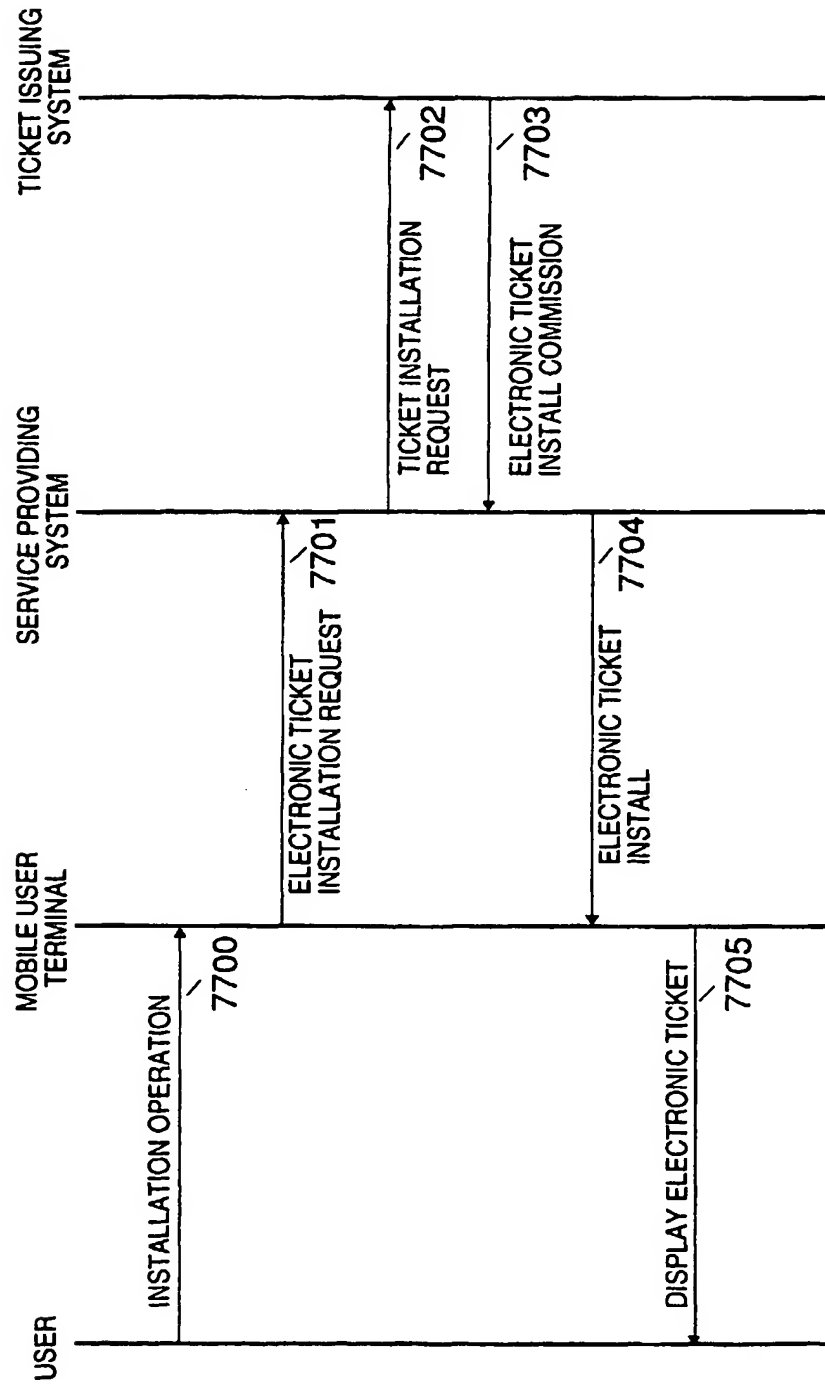 USER
MOBILE USER
TERMINAL
SERVICE PROVIDING
SYSTEM
TICKET ISSUING
SYSTEM
INSTALLATION OPERATION
7700
ELECTRONIC TICKET
INSTALLATION REQUEST
7701
TICKET INSTALLATION
REQUEST
7702
ELECTRONIC TICKET
INSTALL COMMISSION
7703
ELECTRONIC TICKET
INSTALL
7704
DISPLAY ELECTRONIC TICKET
7705